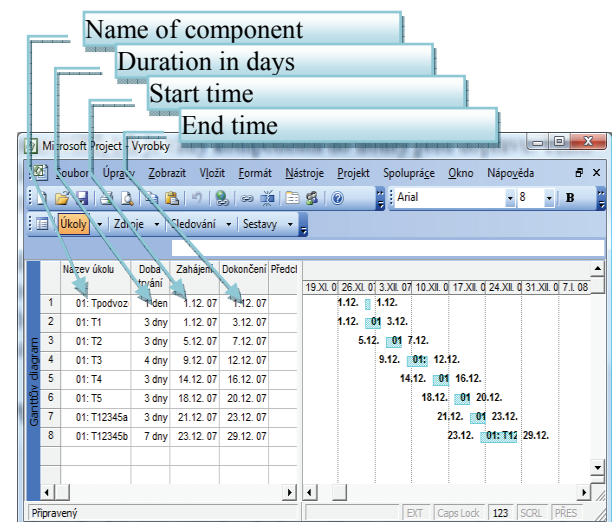 Name of component
Duration in days
Start time
End time
Microsoft Project - Vyrobky
Soubor Úpravy Zobrazit Vložit Formát Nástroje Projekt Spolupráce Okno Nápověda
Arial 8 B
Úkoly Zdroje Sledování Sestavy
Název úkolu Doba trvání Zahájení Dokončení Předcl
19.XI. 0 26.XI. 0 3.XII. 07 10.XII. 0 17.XII. 0 24.XII. 0 31.XII. 0 7.I. 08
1 01: Tpodvoz 1 den 1.12. 07 1.12. 07 1.12. 1.12.
2 01: T1 3 dny 1.12. 07 3.12. 07 1.12. 01 3.12.
3 01: T2 3 dny 5.12. 07 7.12. 07 5.12. 01 7.12.
4 01: T3 4 dny 9.12. 07 12.12. 07 9.12. 01: 12.12.
5 01: T4 3 dny 14.12. 07 16.12. 07 14.12. 01 16.12.
6 01: T5 3 dny 18.12. 07 20.12. 07 18.12. 01 20.12.
7 01: T12345a 3 dny 21.12. 07 23.12. 07 21.12. 01 23.12.
8 01: T12345b 7 dny 23.12. 07 29.12. 07 23.12. 01: T12 29.12.
Ganttův diagram
Připravený EXT Caps Lock 123 SCRL PŘES